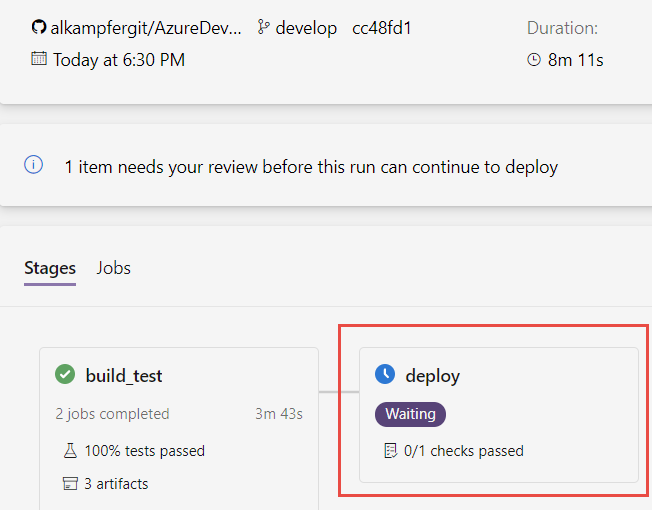 alkampfergit/AzureDev... develop cc48fd1 Duration:
Today at 6:30 PM 8m 11s
1 item needs your review before this run can continue to deploy
Stages Jobs
build_test
2 jobs completed 3m 43s
100% tests passed
3 artifacts
deploy
Waiting
0/1 checks passed